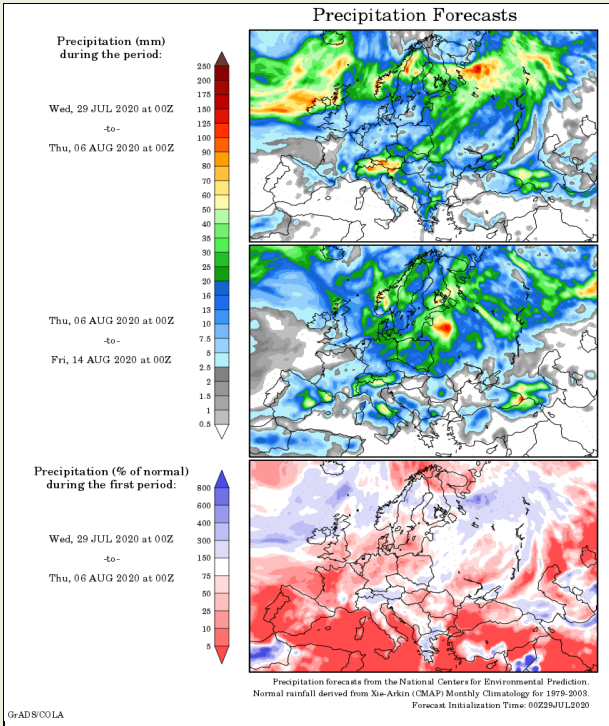 Precipitation Forecasts
Precipitation (mm)
during the period:
Wed, 29 JUL 2020 at 00Z
-to-
Thu, 06 AUG 2020 at 00Z
250
200
175
150
125
100
90
80
70
60
50
40
35
30
25
20
16
13
10
7.5
5
2.5
2
1.5
1
0.5
Thu, 06 AUG 2020 at 00Z
-to-
Fri, 14 AUG 2020 at 00Z
Precipitation (% of normal)
during the first period:
Wed, 29 JUL 2020 at 00Z
-to-
Thu, 06 AUG 2020 at 00Z
800
600
400
300
150
75
50
25
10
5
Precipitation forecasts from the National Centers for Environmental Prediction.
Normal rainfall derived from Xie-Arkin (CMAP) Monthly Climatology for 1979-2003.
Forecast Initialization Time: 00Z29JUL2020
GrADS/COLA